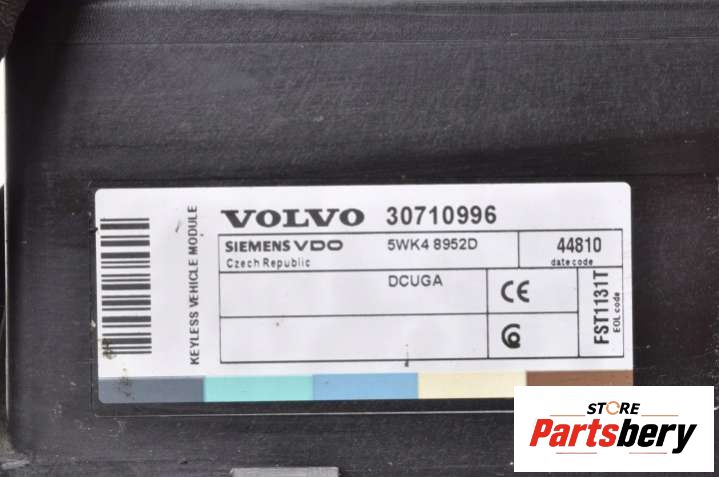 KEYLESS VEHICLE MODULE
VOLVO 30710996
SIEMENS VDO 5WK4 8952D 44810
Czech Republic date code
DCUGA CE
FST1131T
EOL code
STORE
Partsbery